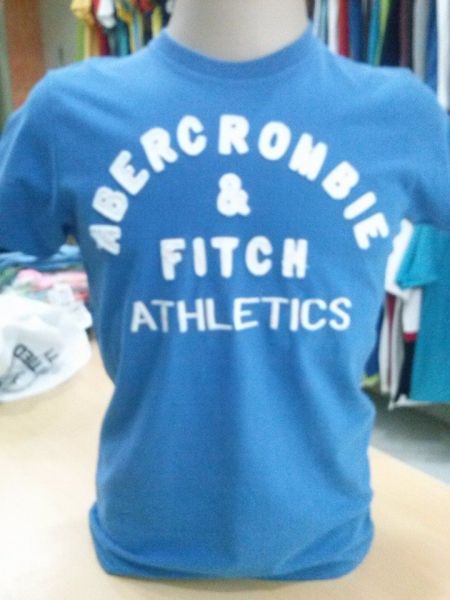 ABERCROMBIE
&
FITCH
ATHLETICS